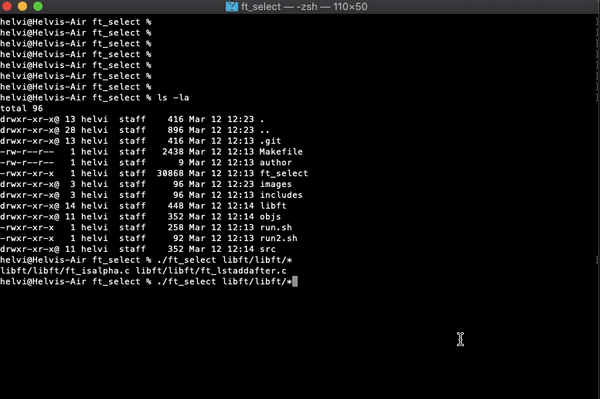 ft_select — -zsh — 110×50
helvi@Helvis-Air ft_select %
helvi@Helvis-Air ft_select %
helvi@Helvis-Air ft_select %
helvi@Helvis-Air ft_select %
helvi@Helvis-Air ft_select %
helvi@Helvis-Air ft_select %
helvi@Helvis-Air ft_select %
helvi@Helvis-Air ft_select % ls -la
total 96
drwxr-xr-x@ 13 helvi  staff    416 Mar 12 12:23 .
drwxr-xr-x@ 28 helvi  staff    896 Mar 12 12:23 ..
drwxr-xr-x@ 13 helvi  staff    416 Mar 12 12:13 .git
-rw-r--r--   1 helvi  staff   2438 Mar 12 12:13 Makefile
-rw-r--r--   1 helvi  staff      9 Mar 12 12:13 author
-rwxr-xr-x   1 helvi  staff  30868 Mar 12 12:13 ft_select
drwxr-xr-x@  3 helvi  staff     96 Mar 12 12:23 images
drwxr-xr-x@  3 helvi  staff     96 Mar 12 12:13 includes
drwxr-xr-x@ 14 helvi  staff    448 Mar 12 12:14 libft
drwxr-xr-x@ 11 helvi  staff    352 Mar 12 12:14 objs
-rwxr-xr-x   1 helvi  staff    258 Mar 12 12:13 run.sh
-rwxr-xr-x   1 helvi  staff     92 Mar 12 12:13 run2.sh
drwxr-xr-x@ 11 helvi  staff    352 Mar 12 12:14 src
helvi@Helvis-Air ft_select % ./ft_select libft/libft/*
libft/libft/ft_isalpha.c libft/libft/ft_lstaddafter.c
helvi@Helvis-Air ft_select % ./ft_select libft/libft/*